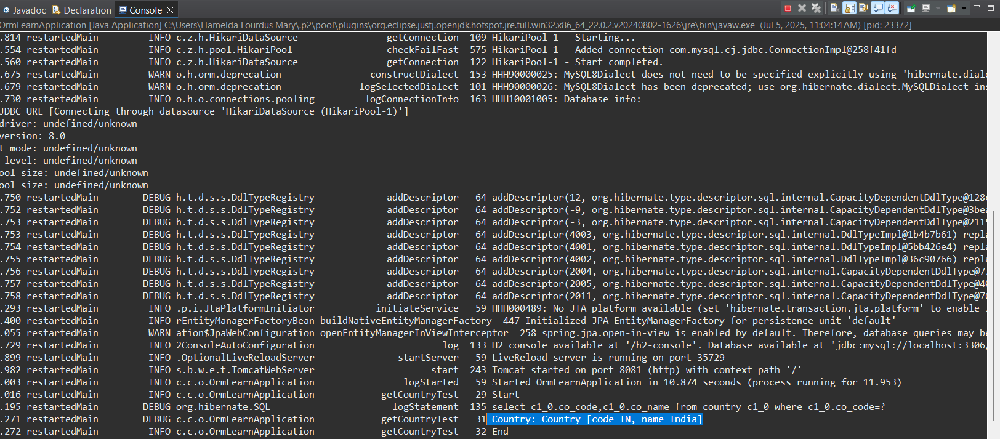 @ Javadoc Declaration Console
OrmLearnApplication [Java Application] C:\Users\Hamelda Lourdus Mary\.p2\pool\plugins\org.eclipse.justj.openjdk.hotspot.jre.full.win32.x86_64_22.0.2.v20240802-1626\jre\bin\javaw.exe (Jul 5, 2025, 11:04:14 AM) [pid: 23372]
.814 restartedMain INFO c.z.h.HikariDataSource getConnection 109 HikariPool-1 - Starting...
.554 restartedMain INFO c.z.h.pool.HikariPool checkFailFast 575 HikariPool-1 - Added connection com.mysql.cj.jdbc.ConnectionImpl@258f41fd
.560 restartedMain INFO c.z.h.HikariDataSource getConnection 122 HikariPool-1 - Start completed.
.675 restartedMain WARN o.h.orm.deprecation constructDialect 153 HHH90000025: MySQL8Dialect does not need to be specified explicitly using 'hibernate.diale
.679 restartedMain WARN o.h.orm.deprecation logSelectedDialect 101 HHH90000026: MySQL8Dialect has been deprecated; use org.hibernate.dialect.MySQLDialect ins
.730 restartedMain INFO o.h.o.connections.pooling logConnectionInfo 163 HHH10001005: Database info:
JDBC URL [Connecting through datasource 'HikariDataSource (HikariPool-1)']
driver: undefined/unknown
version: 8.0
t mode: undefined/unknown
level: undefined/unknown
ool size: undefined/unknown
ool size: undefined/unknown
.750 restartedMain DEBUG h.t.d.s.s.DdlTypeRegistry addDescriptor 64 addDescriptor(12, org.hibernate.type.descriptor.sql.internal.CapacityDependentDdlType@128c
.752 restartedMain DEBUG h.t.d.s.s.DdlTypeRegistry addDescriptor 64 addDescriptor(-9, org.hibernate.type.descriptor.sql.internal.CapacityDependentDdlType@3bea
.753 restartedMain DEBUG h.t.d.s.s.DdlTypeRegistry addDescriptor 64 addDescriptor(-3, org.hibernate.type.descriptor.sql.internal.CapacityDependentDdlType@2115
.753 restartedMain DEBUG h.t.d.s.s.DdlTypeRegistry addDescriptor 64 addDescriptor(4003, org.hibernate.type.descriptor.sql.internal.DdlTypeImpl@1b4b7b61) repla
.754 restartedMain DEBUG h.t.d.s.s.DdlTypeRegistry addDescriptor 64 addDescriptor(4001, org.hibernate.type.descriptor.sql.internal.DdlTypeImpl@5bb426e4) repla
.755 restartedMain DEBUG h.t.d.s.s.DdlTypeRegistry addDescriptor 64 addDescriptor(4002, org.hibernate.type.descriptor.sql.internal.DdlTypeImpl@36c90766) repla
.756 restartedMain DEBUG h.t.d.s.s.DdlTypeRegistry addDescriptor 64 addDescriptor(2004, org.hibernate.type.descriptor.sql.internal.CapacityDependentDdlType@77
.757 restartedMain DEBUG h.t.d.s.s.DdlTypeRegistry addDescriptor 64 addDescriptor(2005, org.hibernate.type.descriptor.sql.internal.CapacityDependentDdlType@40
.758 restartedMain DEBUG h.t.d.s.s.DdlTypeRegistry addDescriptor 64 addDescriptor(2011, org.hibernate.type.descriptor.sql.internal.CapacityDependentDdlType@76
.293 restartedMain INFO .p.i.JtaPlatformInitiator initiateService 59 HHH000489: No JTA platform available (set 'hibernate.transaction.jta.platform' to enable
.400 restartedMain INFO rEntityManagerFactoryBean buildNativeEntityManagerFactory 447 Initialized JPA EntityManagerFactory for persistence unit 'default'
.055 restartedMain WARN ation$JpaWebConfiguration openEntityManagerInViewInterceptor 258 spring.jpa.open-in-view is enabled by default. Therefore, database queries may be
.729 restartedMain INFO 2ConsoleAutoConfiguration log 133 H2 console available at '/h2-console'. Database available at 'jdbc:mysql://localhost:3306/
.899 restartedMain INFO .OptionalLiveReloadServer startServer 59 LiveReload server is running on port 35729
.982 restartedMain INFO s.b.w.e.t.TomcatWebServer start 243 Tomcat started on port 8081 (http) with context path '/'
.003 restartedMain INFO c.c.o.OrmLearnApplication logStarted 59 Started OrmLearnApplication in 10.874 seconds (process running for 11.953)
.016 restartedMain INFO c.c.o.OrmLearnApplication getCountryTest 29 Start
.195 restartedMain DEBUG org.hibernate.SQL logStatement 135 select c1_0.co_code,c1_0.co_name from country c1_0 where c1_0.co_code=?
.271 restartedMain DEBUG c.c.o.OrmLearnApplication getCountryTest 31 Country: Country [code=IN, name=India]
.272 restartedMain INFO c.c.o.OrmLearnApplication getCountryTest 32 End